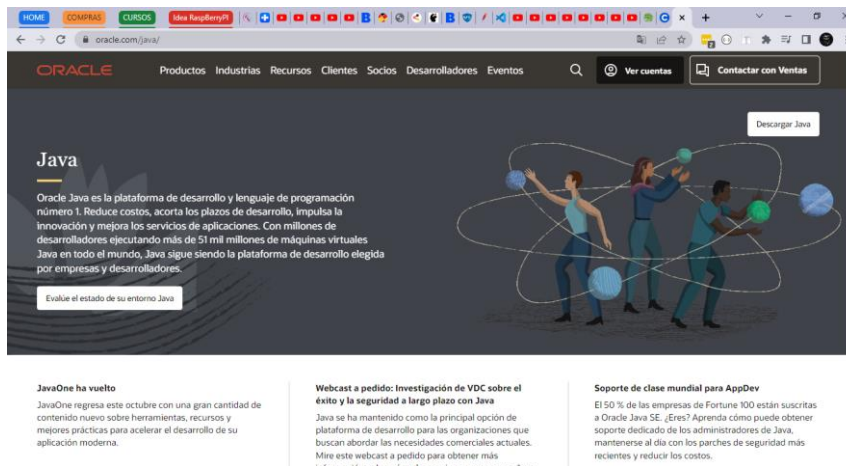 HOME COMPRAS CURSOS Idea RaspBerryPI
oracle.com/java/
ORACLE Productos Industrias Recursos Clientes Socios Desarrolladores Eventos Ver cuentas Contactar con Ventas
Descargar Java
Java
Oracle Java es la plataforma de desarrollo y lenguaje de programación
número 1. Reduce costos, acorta los plazos de desarrollo, impulsa la
innovación y mejora los servicios de aplicaciones. Con millones de
desarrolladores ejecutando más de 51 mil millones de máquinas virtuales
Java en todo el mundo, Java sigue siendo la plataforma de desarrollo elegida
por empresas y desarrolladores.
Evalúe el estado de su entorno Java
JavaOne ha vuelto
JavaOne regresa este octubre con una gran cantidad de
contenido nuevo sobre herramientas, recursos y
mejores prácticas para acelerar el desarrollo de su
aplicación moderna.
Webcast a pedido: Investigación de VDC sobre el
éxito y la seguridad a largo plazo con Java
Java se ha mantenido como la principal opción de
plataforma de desarrollo para las organizaciones que
buscan abordar las necesidades comerciales actuales.
Mire este webcast a pedido para obtener más
Soporte de clase mundial para AppDev
El 50 % de las empresas de Fortune 100 están suscritas
a Oracle Java SE. ¿Eres? Aprenda cómo puede obtener
soporte dedicado de los administradores de Java,
mantenerse al día con los parches de seguridad más
recientes y reducir los costos.